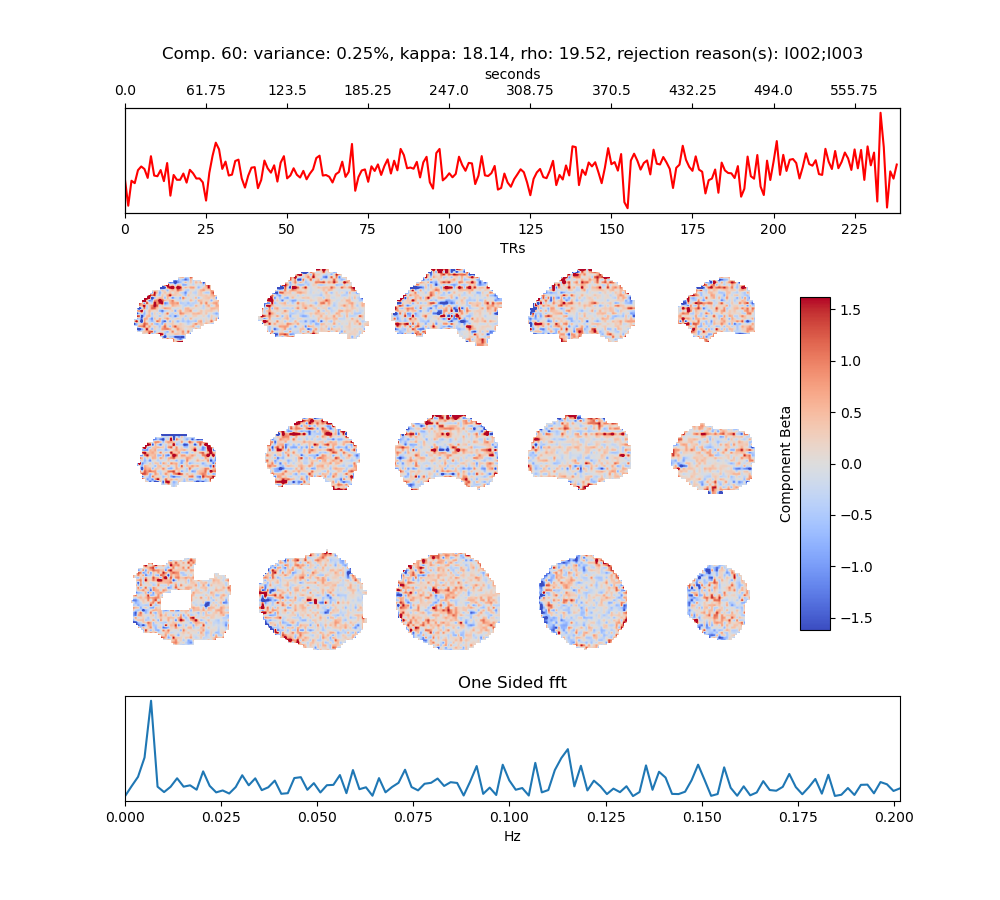 Comp. 60: variance: 0.25%, kappa: 18.14, rho: 19.52, rejection reason(s): I002;I003
seconds
0.0 61.75 123.5 185.25 247.0 308.75 370.5 432.25 494.0 555.75
0 25 50 75 100 125 150 175 200 225
TRs
1.5
1.0
0.5
0.0
−0.5
−1.0
−1.5
Component Beta
One Sided fft
0.000 0.025 0.050 0.075 0.100 0.125 0.150 0.175 0.200
Hz